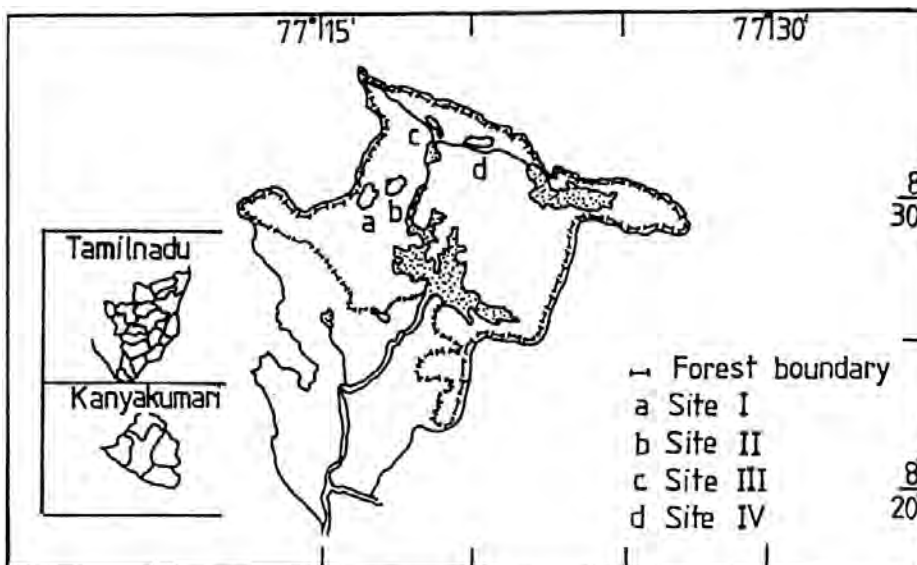 77°15' 77°30'
c
d
8
30
a b
Tamilnadu
Kanyakumari
Forest boundary
a Site I
b Site II
c Site III
d Site IV
8
20